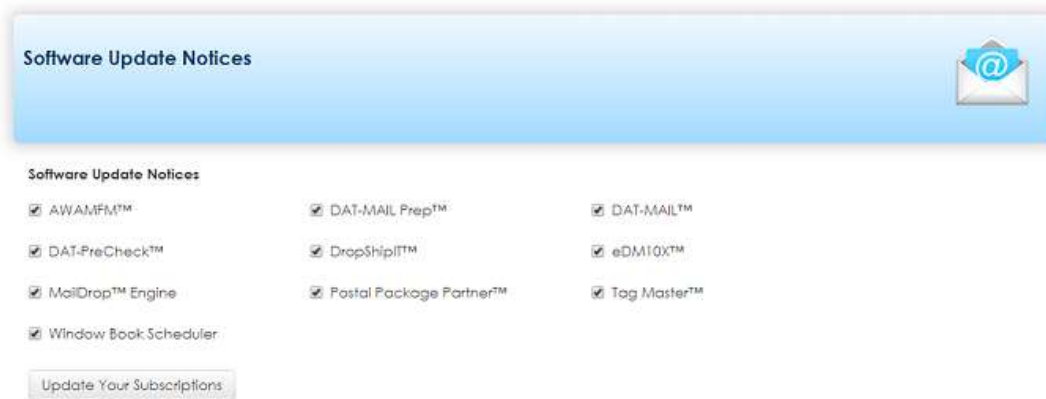 Software Update Notices
@
Software Update Notices
AWAMFM™ DAT-MAIL Prep™ DAT-MAIL™
DAT-PreCheck™ DropShipIT™ eDM10X™
MailDrop™ Engine Postal Package Partner™ Tag Master™
Window Book Scheduler
Update Your Subscriptions